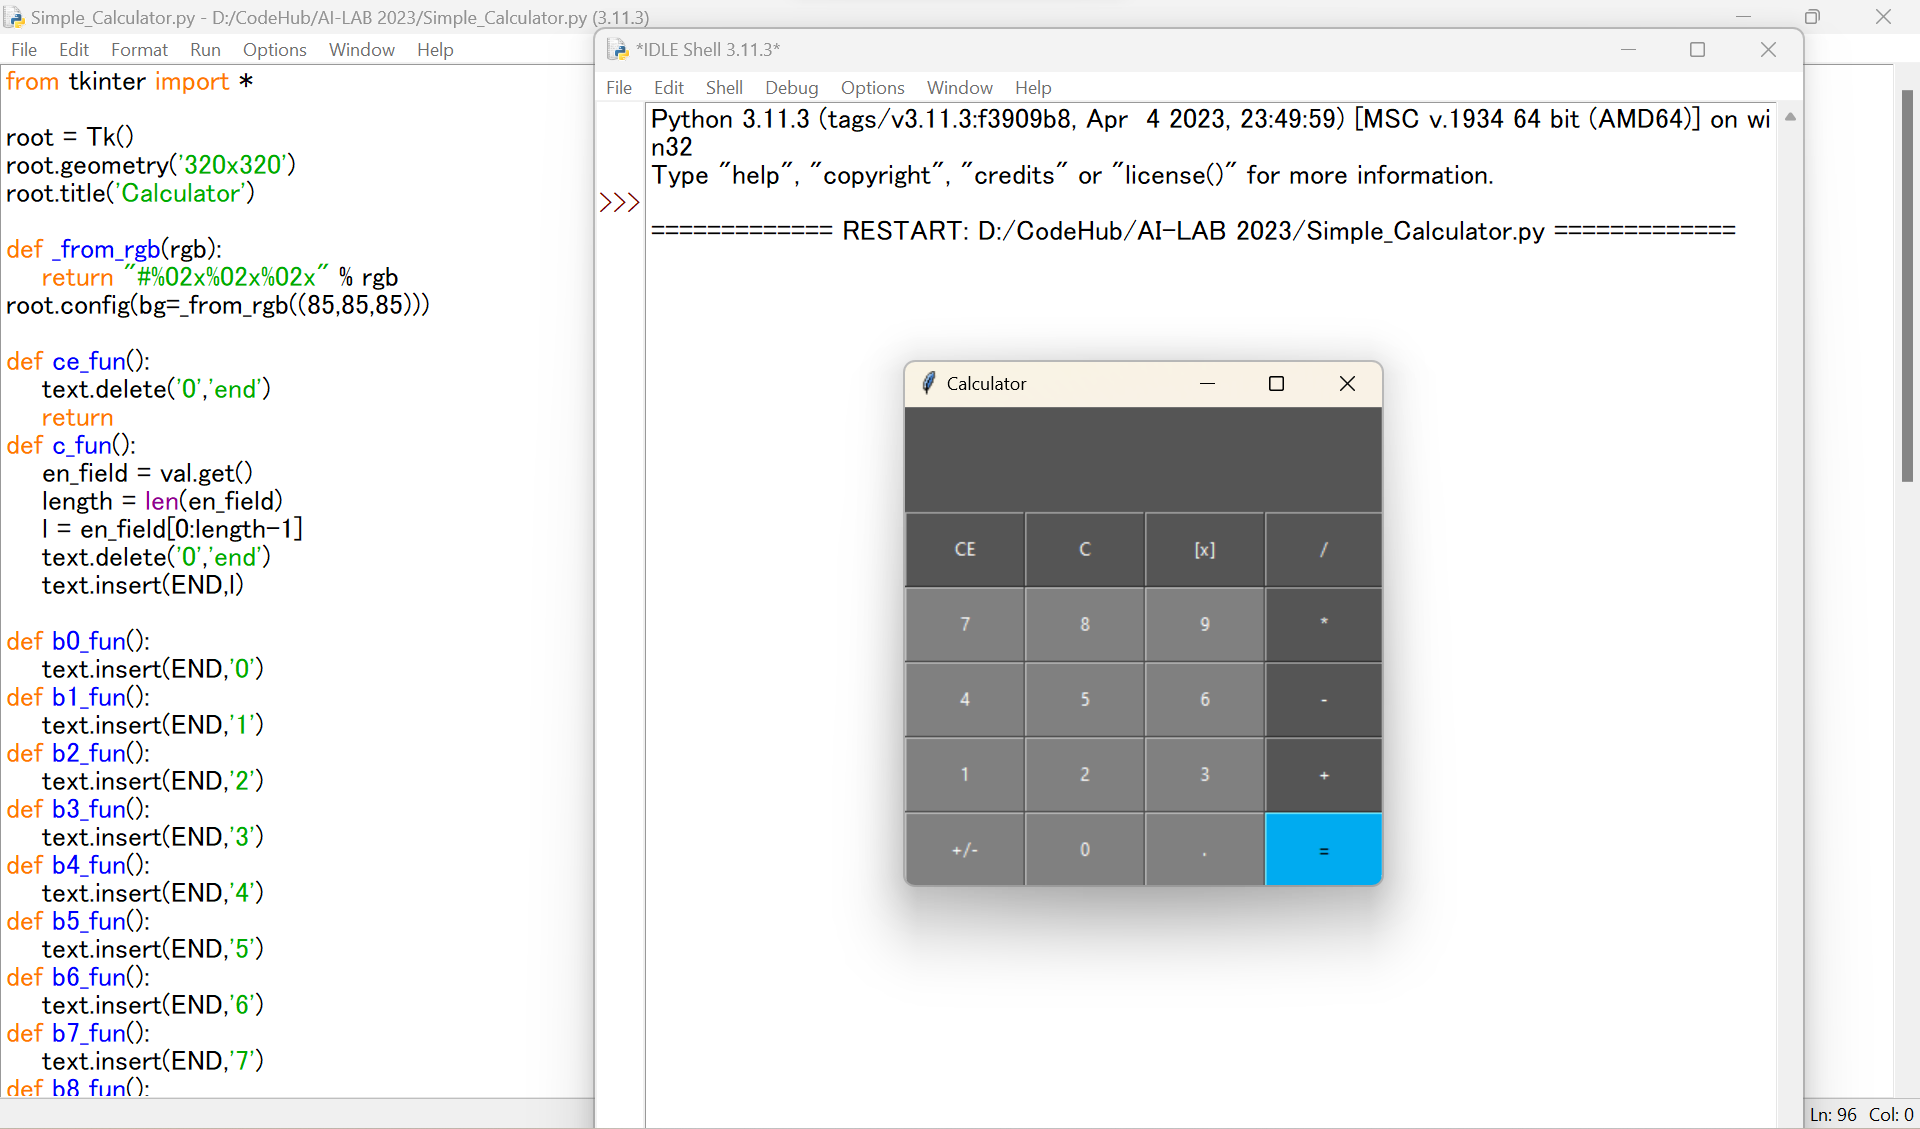 Simple_Calculator.py - D:/CodeHub/AI-LAB 2023/Simple_Calculator.py (3.11.3)
File Edit Format Run Options Window Help
from tkinter import *
root = Tk()
root.geometry('320x320')
root.title('Calculator')
def _from_rgb(rgb):
return "#%02x%02x%02x" % rgb
root.config(bg=_from_rgb((85,85,85)))
def ce_fun():
text.delete('0','end')
return
def c_fun():
en_field = val.get()
length = len(en_field)
l = en_field[0:length-1]
text.delete('0','end')
text.insert(END,l)
def b0_fun():
text.insert(END,'0')
def b1_fun():
text.insert(END,'1')
def b2_fun():
text.insert(END,'2')
def b3_fun():
text.insert(END,'3')
def b4_fun():
text.insert(END,'4')
def b5_fun():
text.insert(END,'5')
def b6_fun():
text.insert(END,'6')
def b7_fun():
text.insert(END,'7')
def b8_fun():
*IDLE Shell 3.11.3*
File Edit Shell Debug Options Window Help
Python 3.11.3 (tags/v3.11.3:f3909b8, Apr  4 2023, 23:49:59) [MSC v.1934 64 bit (AMD64)] on wi
n32
Type "help", "copyright", "credits" or "license()" for more information.
>>>
============= RESTART: D:/CodeHub/AI-LAB 2023/Simple_Calculator.py =============
Calculator
CE C [x] /
7 8 9 *
4 5 6 -
1 2 3 +
+/- 0 . =
Ln: 96 Col: 0